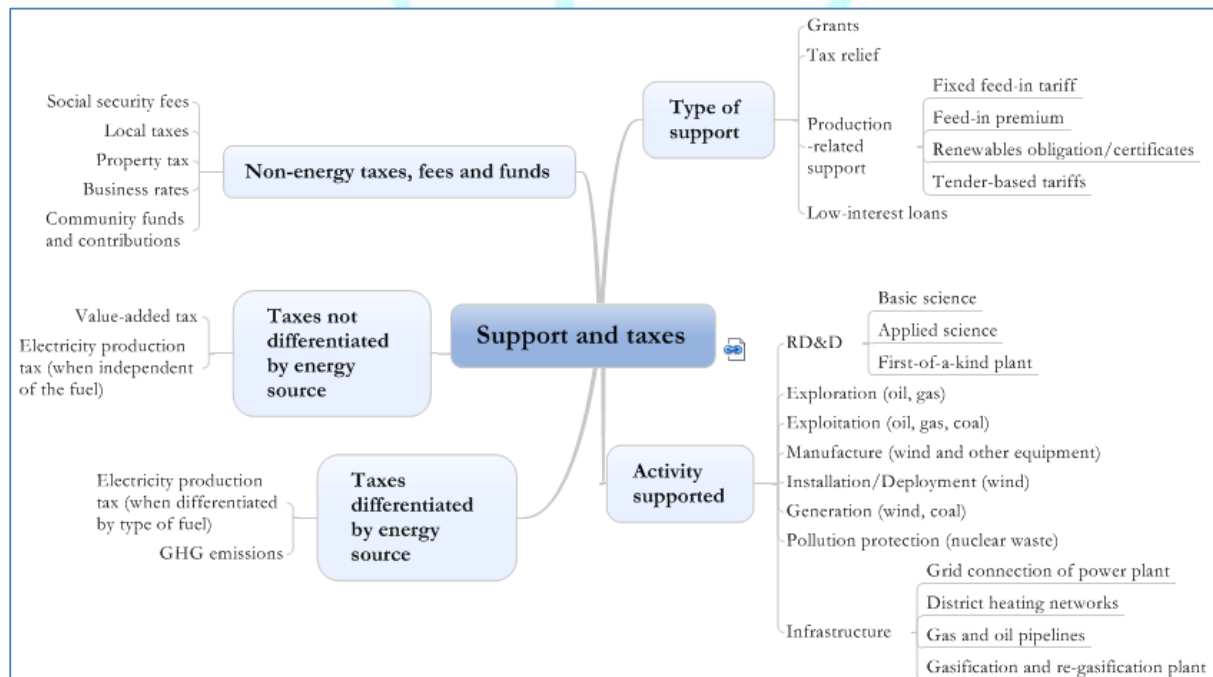 Support and taxes
Type of
support
Grants
Tax relief
Production
-related
support
Fixed feed-in tariff
Feed-in premium
Renewables obligation/certificates
Tender-based tariffs
Low-interest loans
Activity
supported
RD&D
Basic science
Applied science
First-of-a-kind plant
Exploration (oil, gas)
Exploitation (oil, gas, coal)
Manufacture (wind and other equipment)
Installation/Deployment (wind)
Generation (wind, coal)
Pollution protection (nuclear waste)
Infrastructure
Grid connection of power plant
District heating networks
Gas and oil pipelines
Gasification and re-gasification plant
Non-energy taxes, fees and funds
Social security fees
Local taxes
Property tax
Business rates
Community funds
and contributions
Taxes not
differentiated
by energy
source
Value-added tax
Electricity production
tax (when independent
of the fuel)
Taxes
differentiated
by energy
source
Electricity production
tax (when differentiated
by type of fuel)
GHG emissions